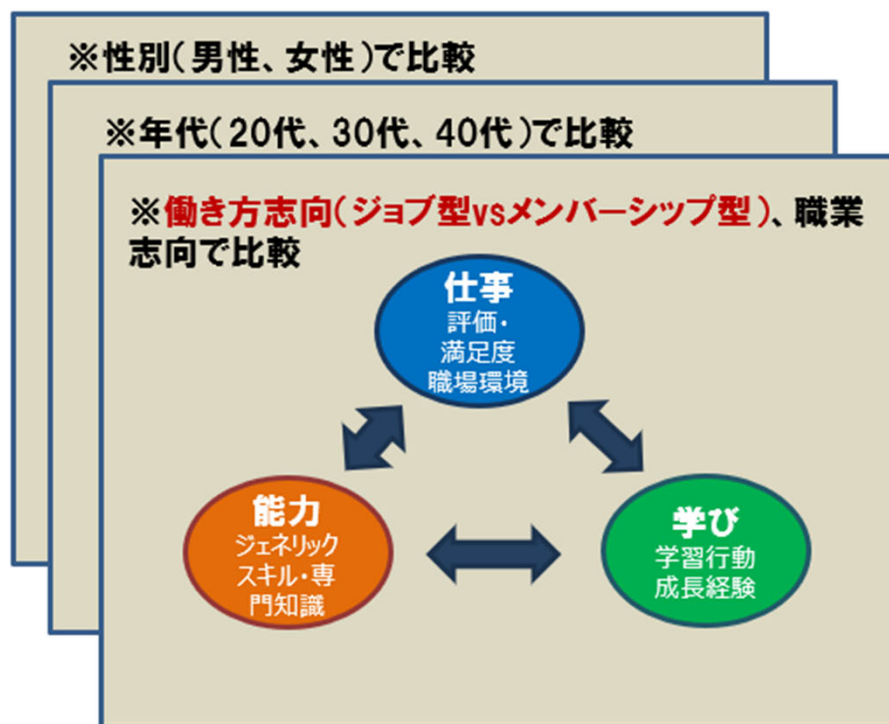 ※性別(男性、女性)で比較
※年代(20代、30代、40代)で比較
※働き方志向(ジョブ型vsメンバーシップ型)、職業
志向で比較
仕事
評価・
満足度
職場環境
能力
ジェネリック
スキル・専
門知識
学び
学習行動
成長経験